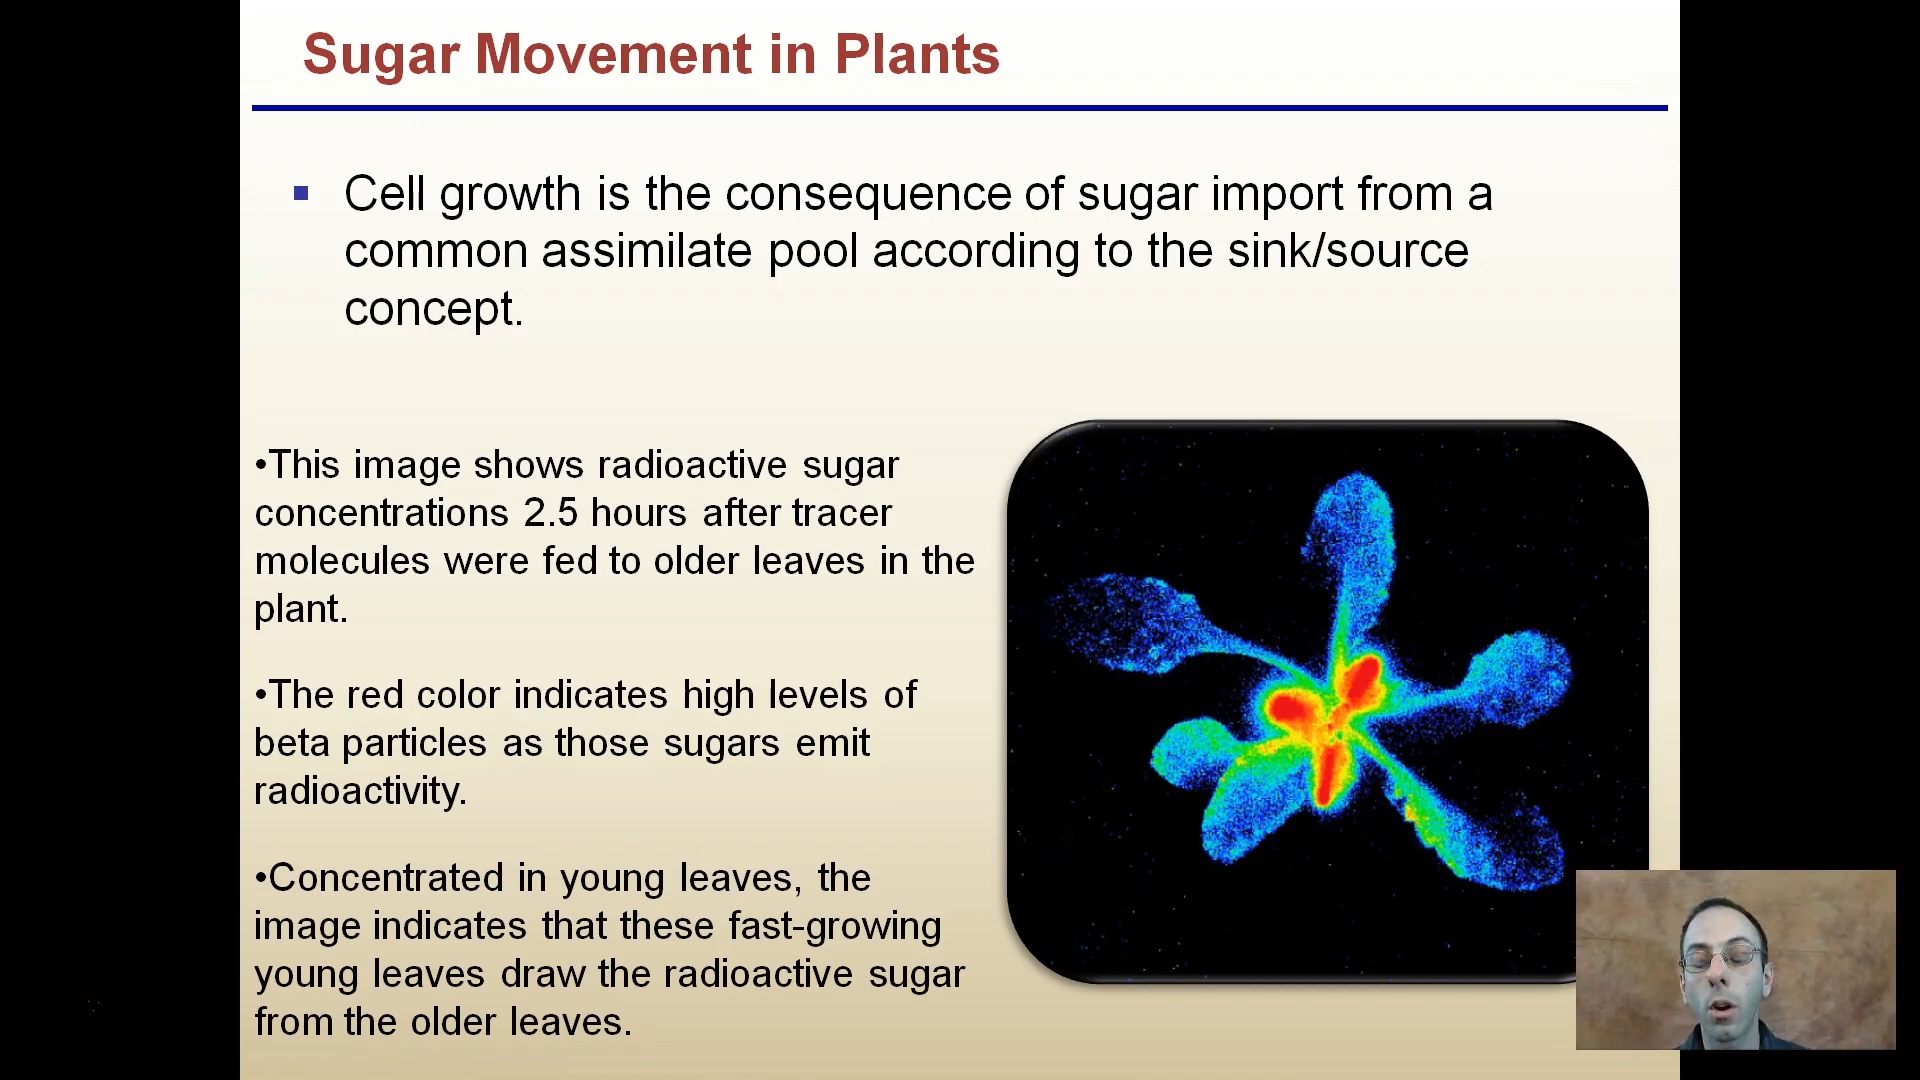 Sugar Movement in Plants
▪ Cell growth is the consequence of sugar import from a
common assimilate pool according to the sink/source
concept.
•This image shows radioactive sugar
concentrations 2.5 hours after tracer
molecules were fed to older leaves in the
plant.
•The red color indicates high levels of
beta particles as those sugars emit
radioactivity.
•Concentrated in young leaves, the
image indicates that these fast-growing
young leaves draw the radioactive sugar
from the older leaves.